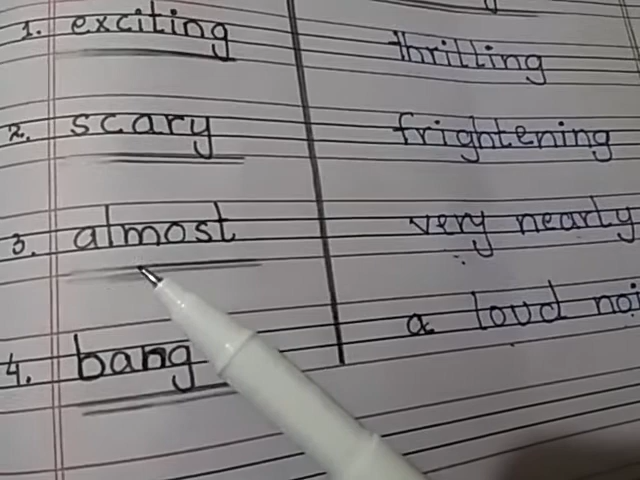 1. exciting thrilling
2. scary frightening
3. almost very nearly
4. bang a loud